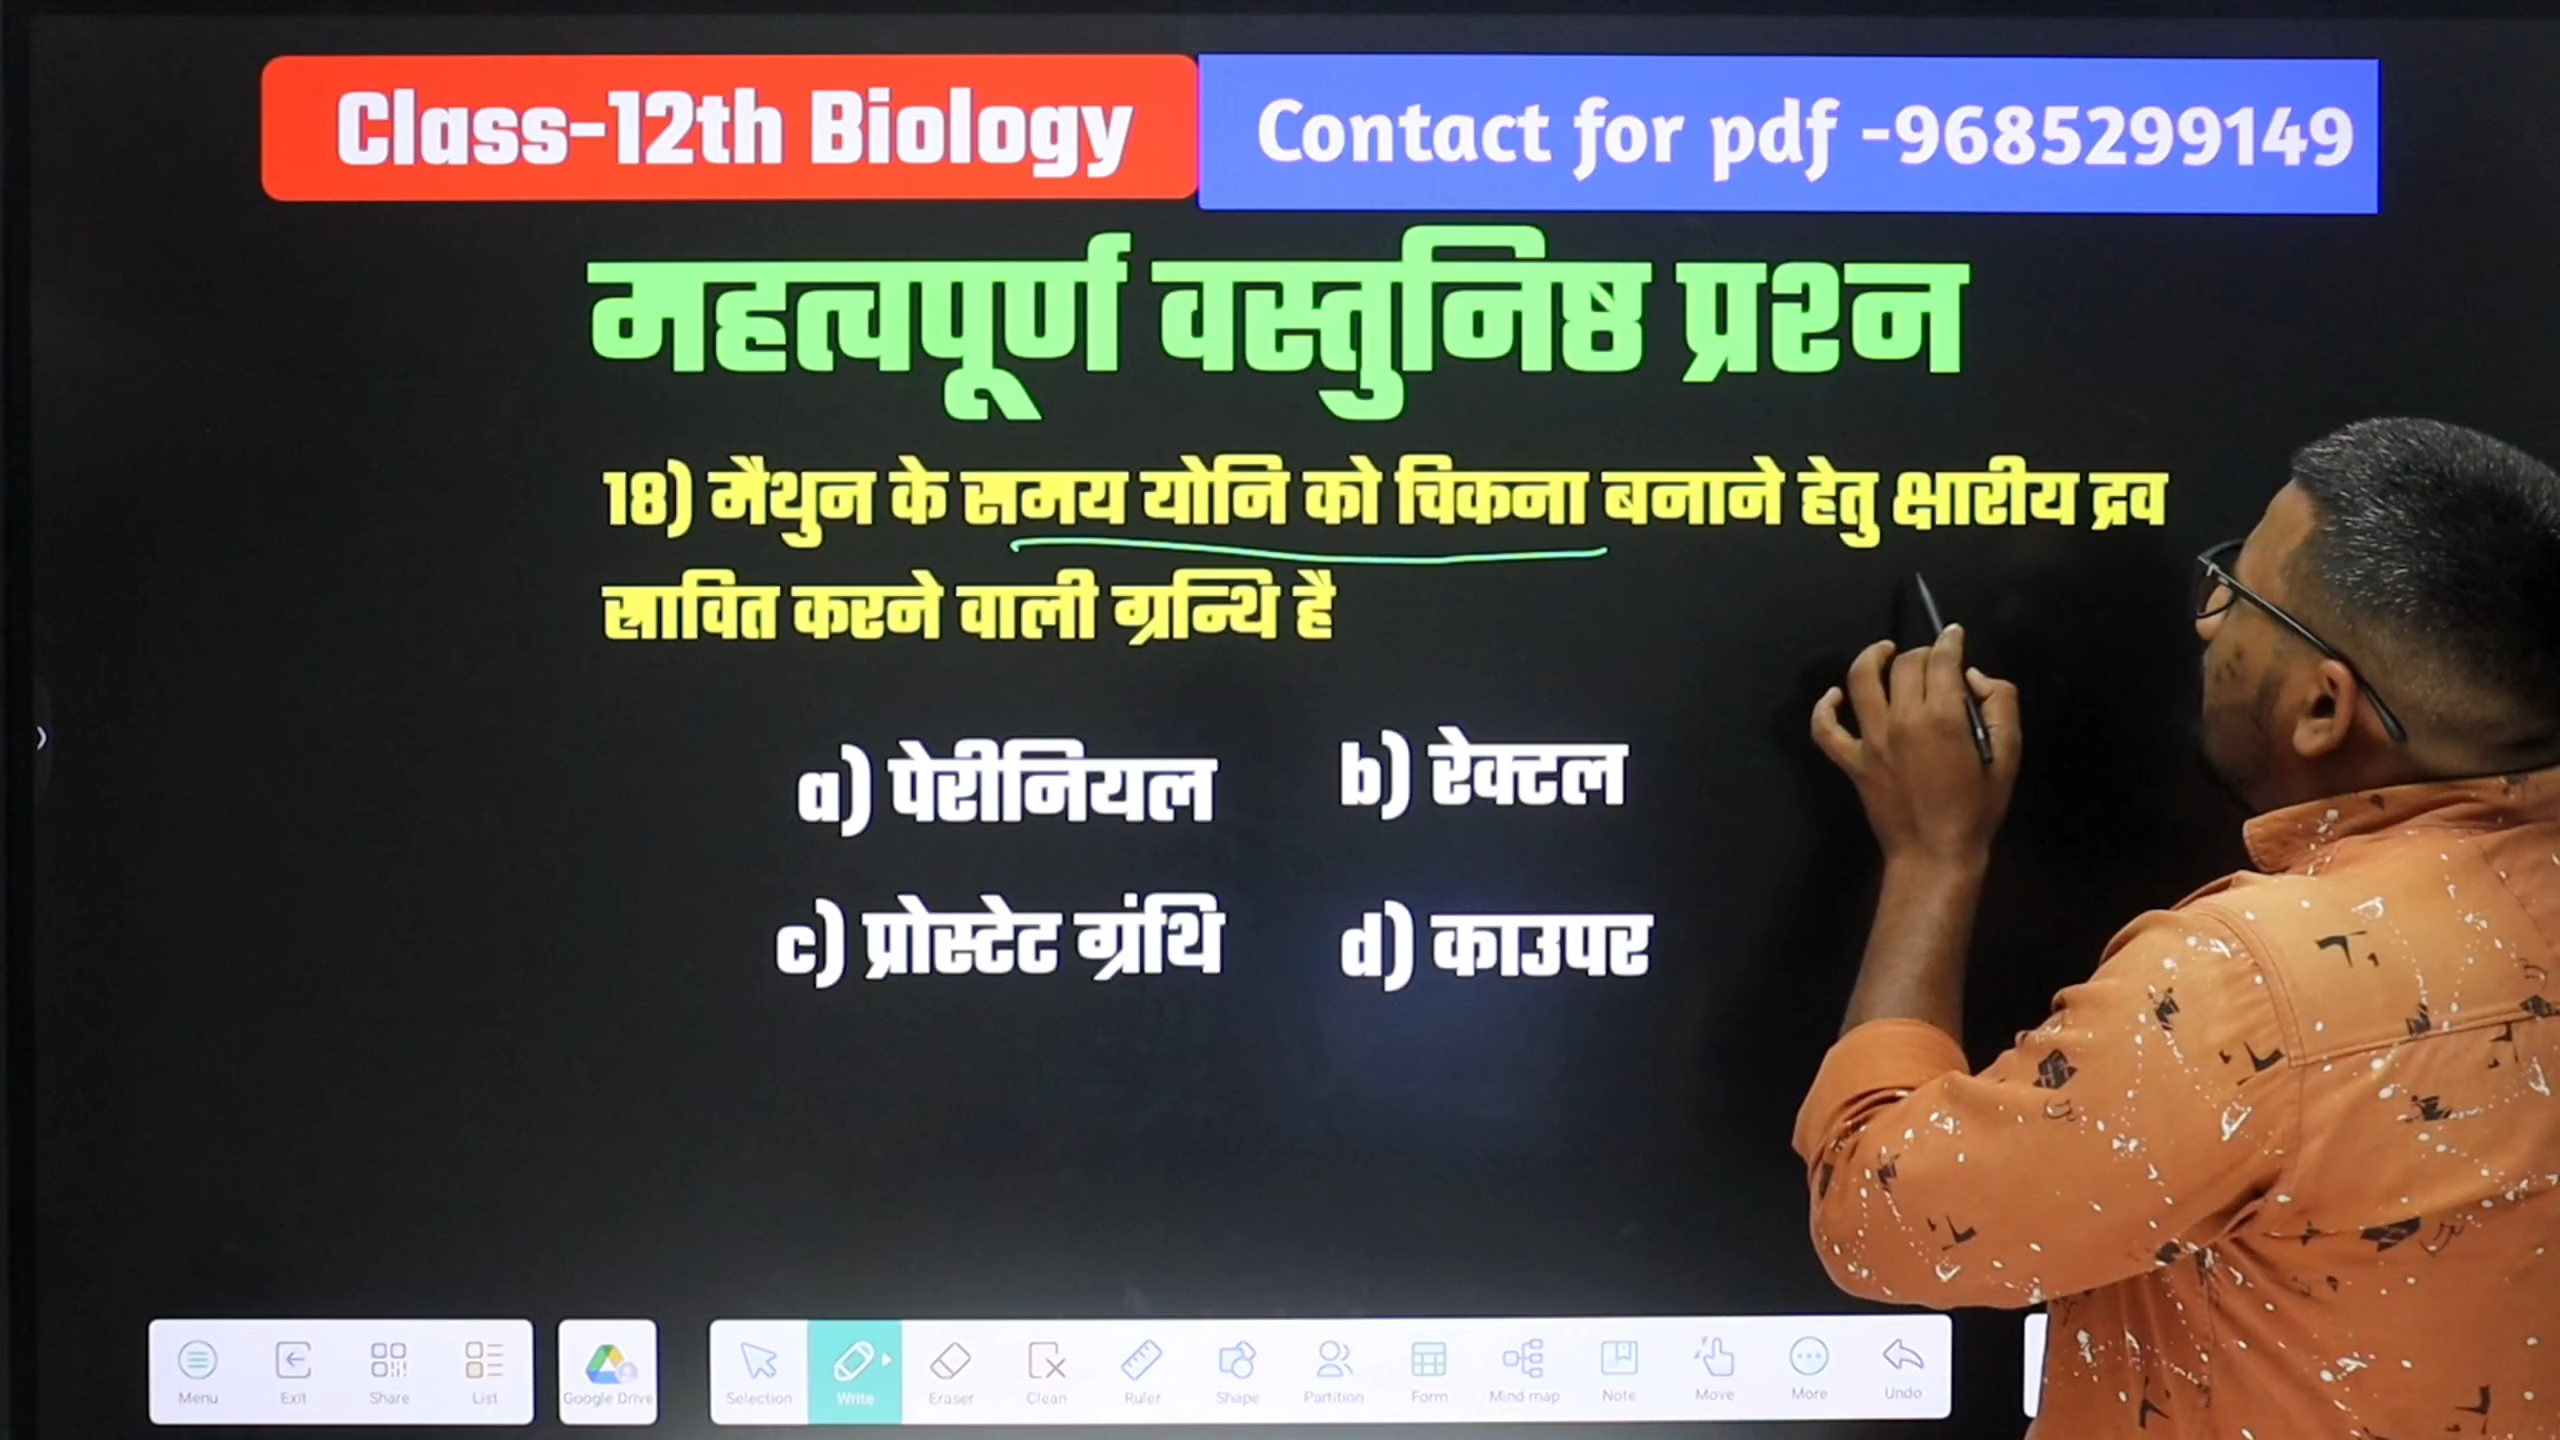 Class-12th Biology
Contact for pdf -9685299149
महत्वपूर्ण वस्तुनिष्ठ प्रश्न
18) मैथुन के समय योनि को चिकना बनाने हेतु क्षारीय द्रव
स्रावित करने वाली ग्रन्थि है
a) पेरीनियल b) रेक्टल
c) प्रोस्टेट ग्रंथि d) काउपर
Menu Exit Share List Google Drive Selection Write Eraser Clean Ruler Shape Partition Form Mind map Note Move More Undo